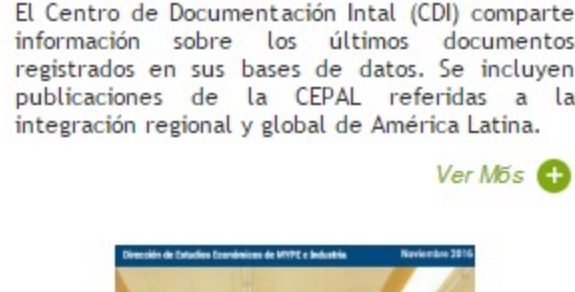 El Centro de Documentación Intal (CDI) comparte
información sobre los últimos documentos
registrados en sus bases de datos. Se incluyen
publicaciones de la CEPAL referidas a la
integración regional y global de América Latina.
Ver Mõs
Dirección de Estudios Económicos de MYPE e Industria Noviembre 2016